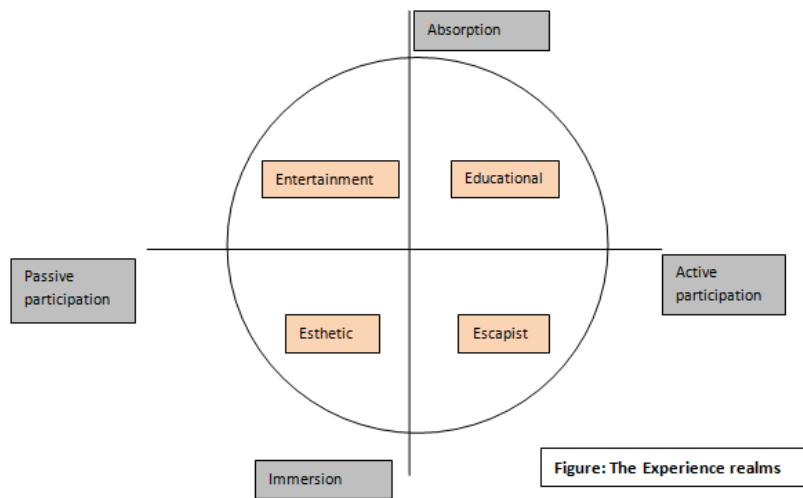 Absorption
Entertainment
Educational
Passive
participation
Active
participation
Esthetic
Escapist
Immersion
Figure: The Experience realms